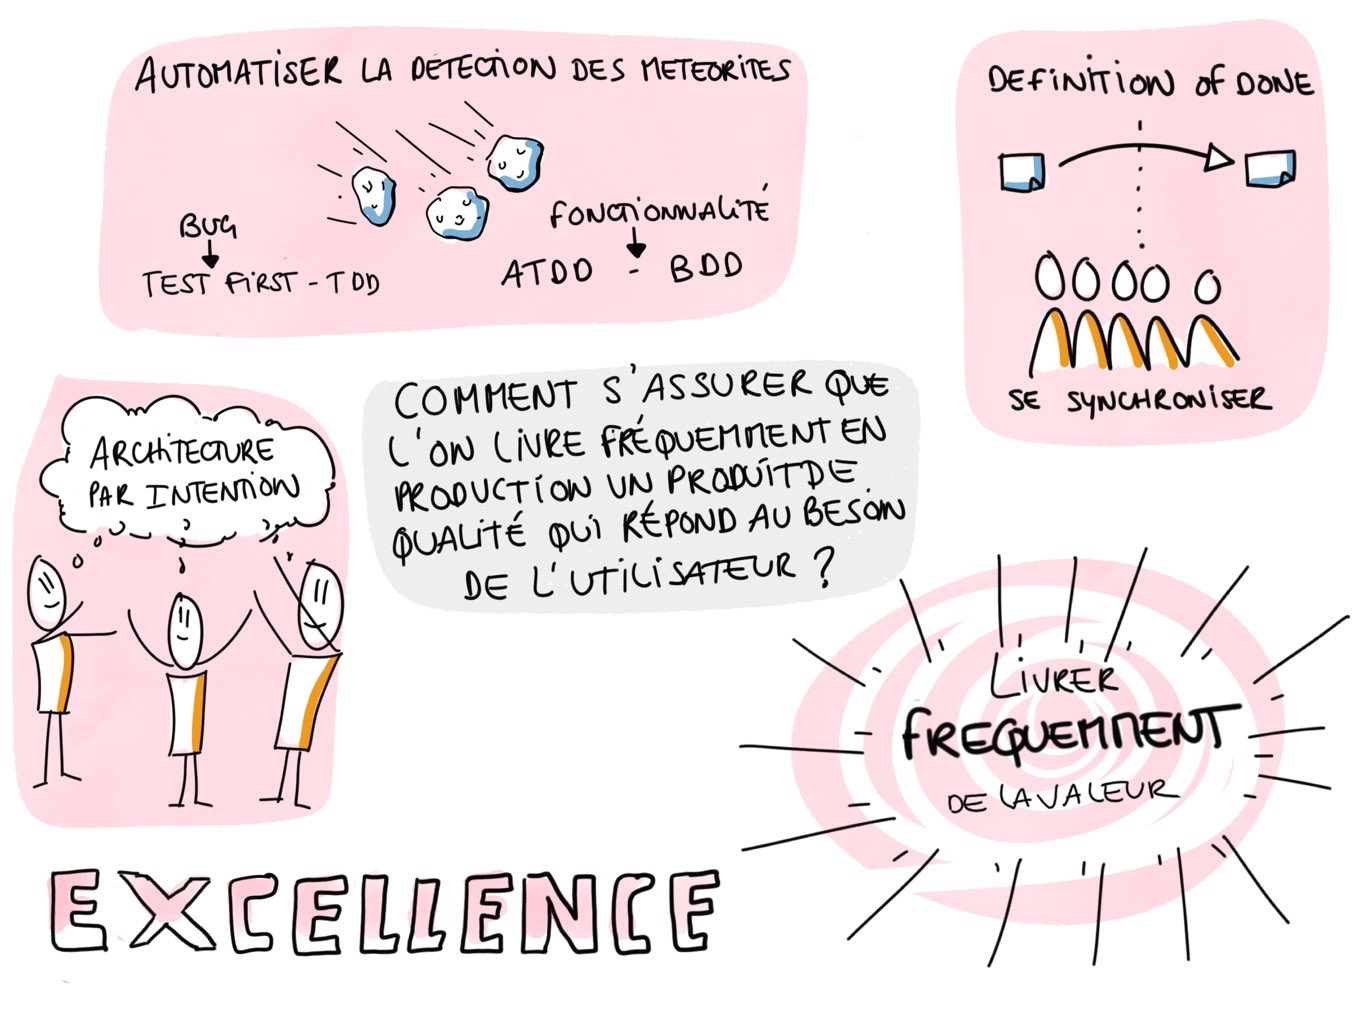 AUTOMATISER LA DETECTION DES METEORITES
BUG
TEST FIRST - TDD
FONCTIONNALITÉ
ATDD - BDD
DEFINITION OF DONE
SE SYNCHRONISER
ARCHITECTURE
PAR INTENTION
COMMENT S'ASSURER QUE
L'ON LIVRE FRÉQUEMMENT EN
PRODUCTION UN PRODUIT DE
QUALITÉ QUI RÉPOND AU BESOIN
DE L'UTILISATEUR ?
LIVRER
FREQUEMMENT
DE LA VALEUR
EXCELLENCE